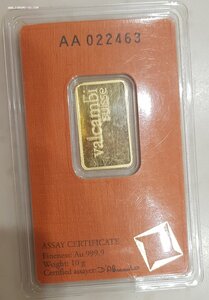 AA 022463
valcambi
suisse
ASSAY CERTIFICATE
Fineness: Au 999,9
Weight: 10 g
Certified assayer: